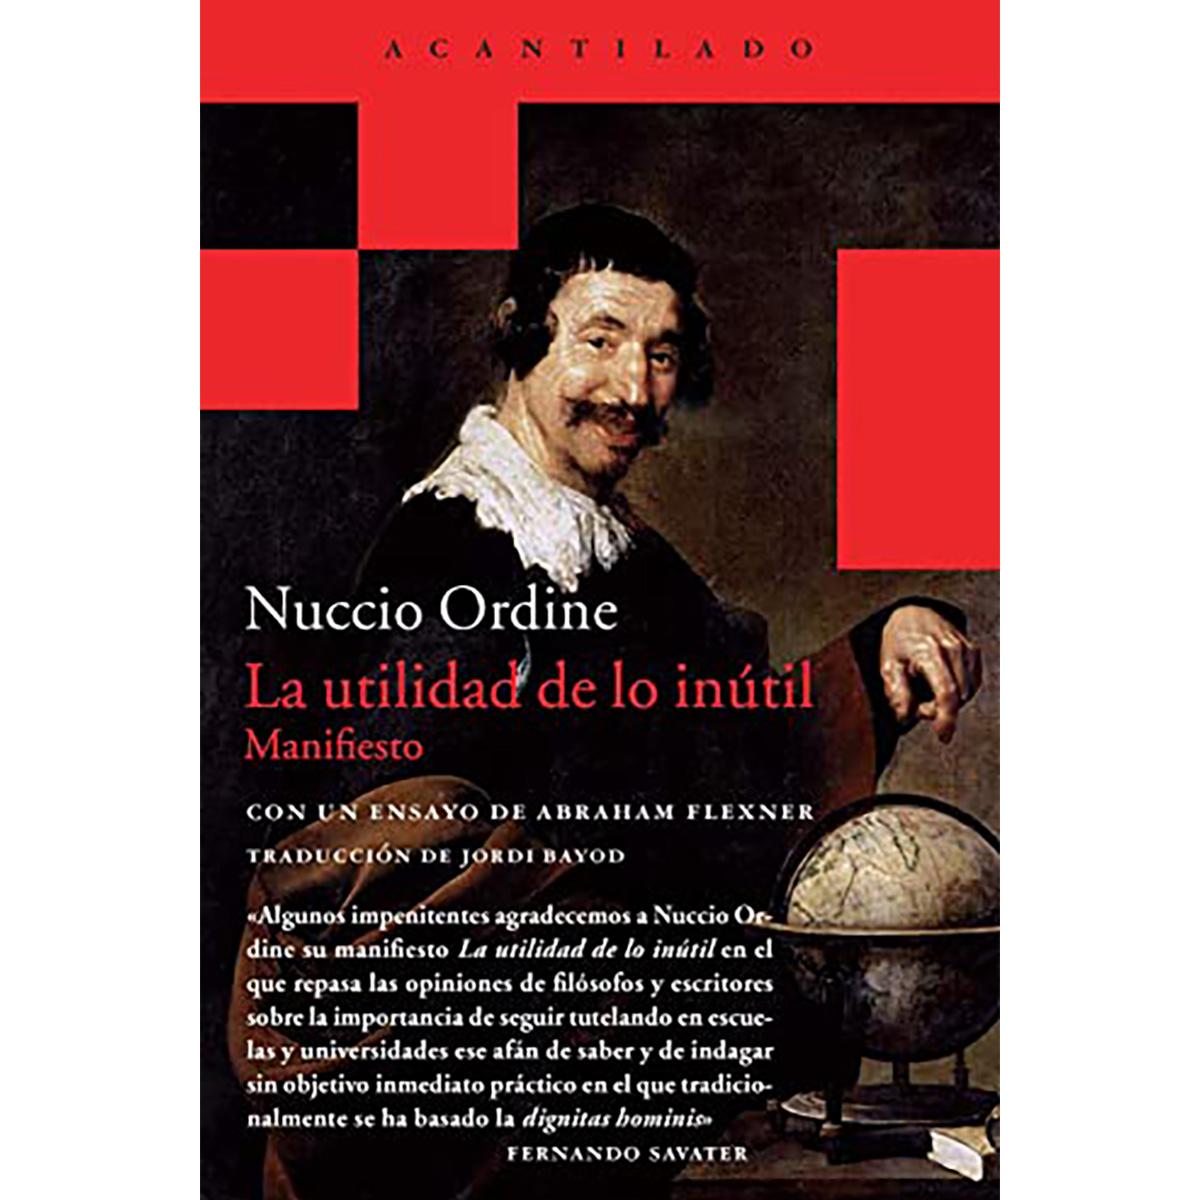 ACANTILADO
Nuccio Ordine
La utilidad de lo inútil
Manifiesto
CON UN ENSAYO DE ABRAHAM FLEXNER
TRADUCCIÓN DE JORDI BAYOD
«Algunos impenitentes agradecemos a Nuccio Or-
dine su manifiesto La utilidad de lo inútil en el
que repasa las opiniones de filósofos y escritores
sobre la importancia de seguir tutelando en escue-
las y universidades ese afán de saber y de indagar
sin objetivo inmediato práctico en el que tradicio-
nalmente se ha basado la dignitas hominis»
FERNANDO SAVATER